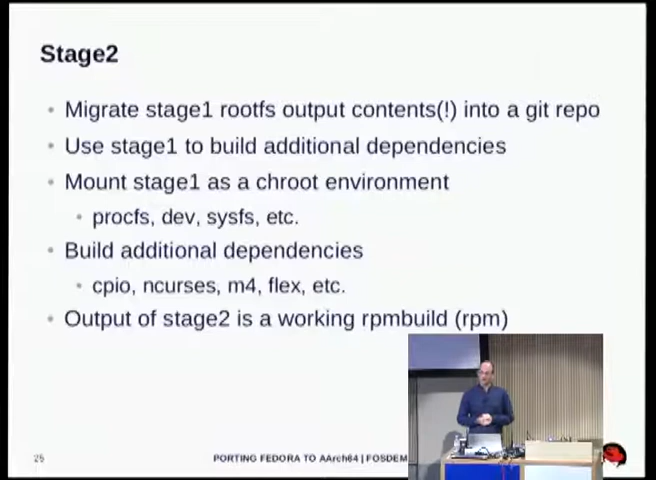 Stage2
Migrate stage1 rootfs output contents(!) into a git repo
Use stage1 to build additional dependencies
Mount stage1 as a chroot environment
procfs, dev, sysfs, etc.
Build additional dependencies
cpio, ncurses, m4, flex, etc.
Output of stage2 is a working rpmbuild (rpm)
25
PORTING FEDORA TO AArch64 | FOSDEM